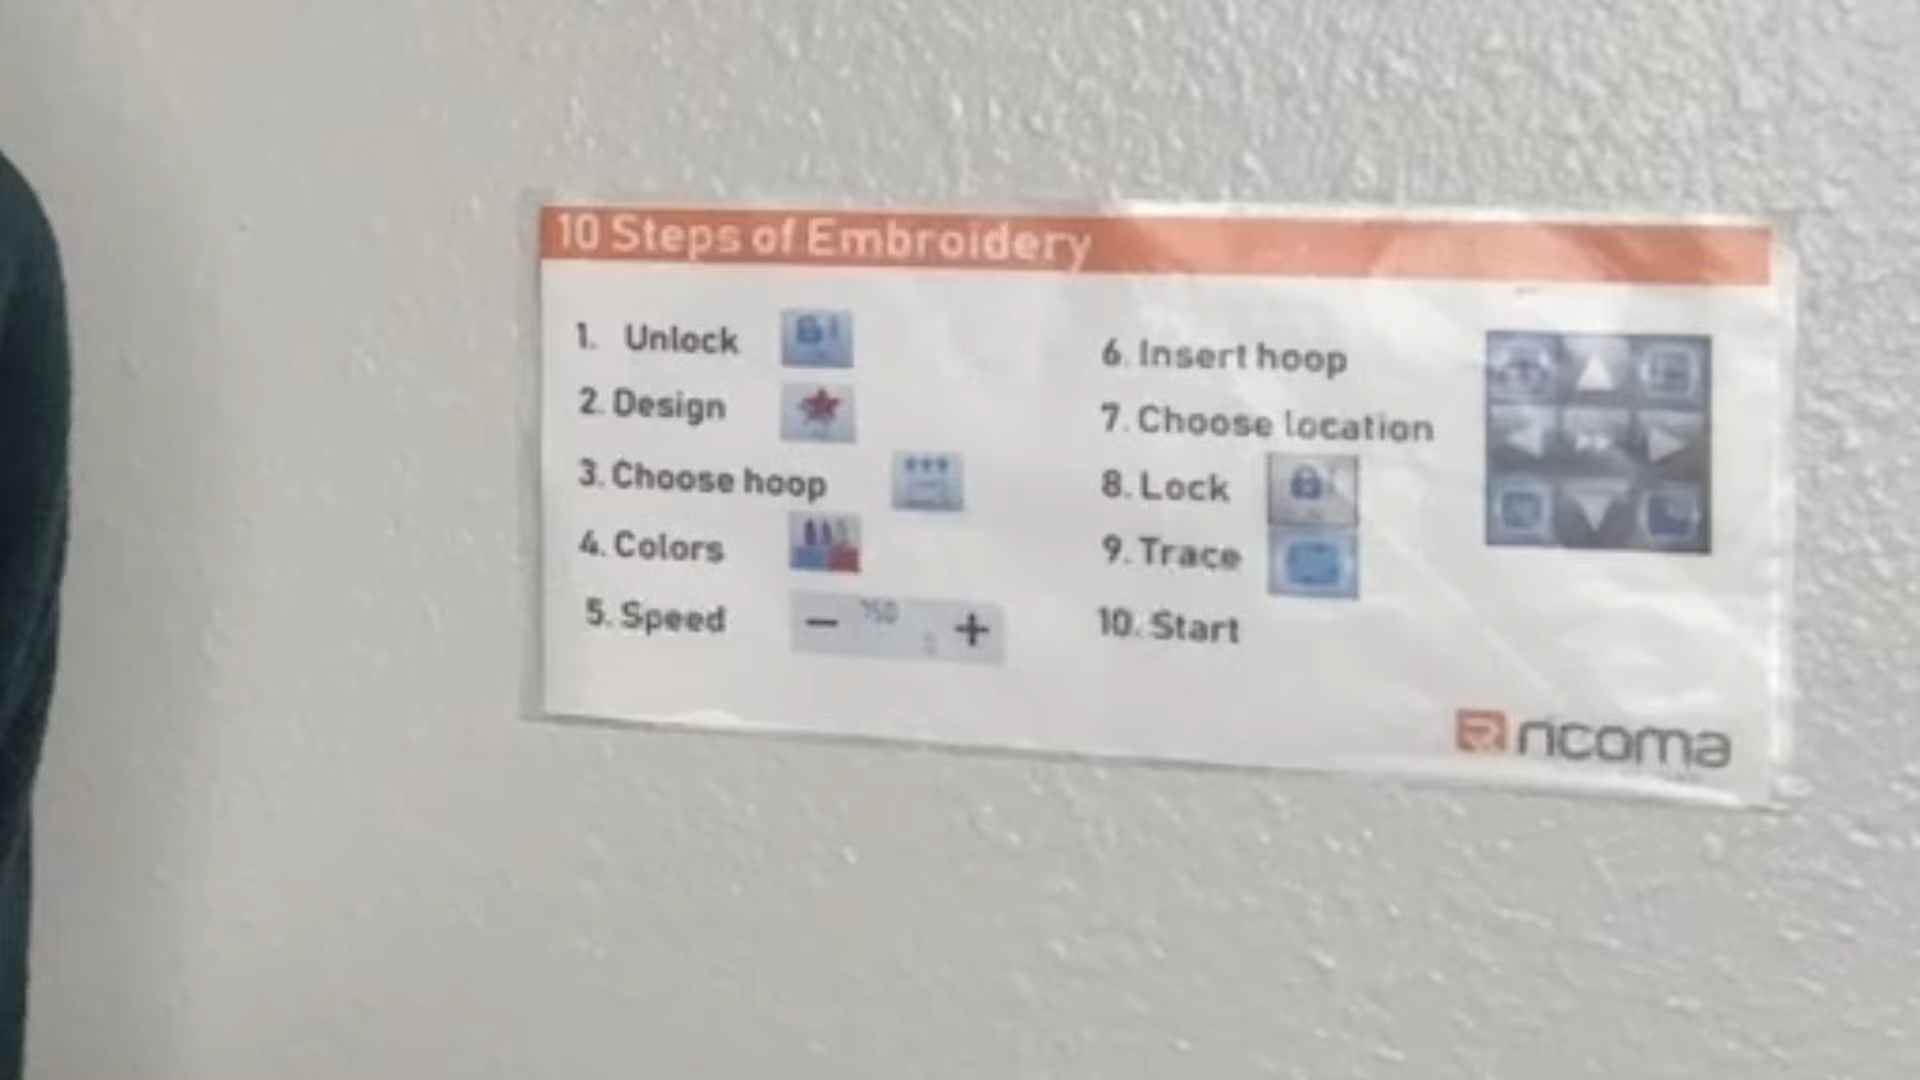 10 Steps of Embroidery
1. Unlock
2. Design
3. Choose hoop
4. Colors
5. Speed
- 750 +
6. Insert hoop
7. Choose location
8. Lock
9. Trace
10. Start
ricoma